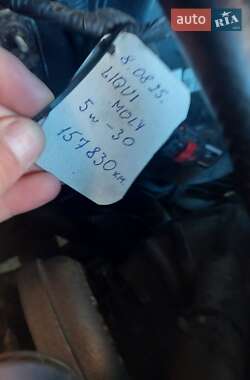 auto RIA
8.08 25.
LIQUI
MOLY
5w-30
157830 км.